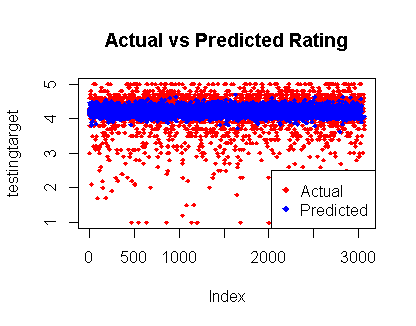 Actual vs Predicted Rating
testingtarget
5
4
3
2
1
Actual
Predicted
0 500 1000 2000 3000
Index